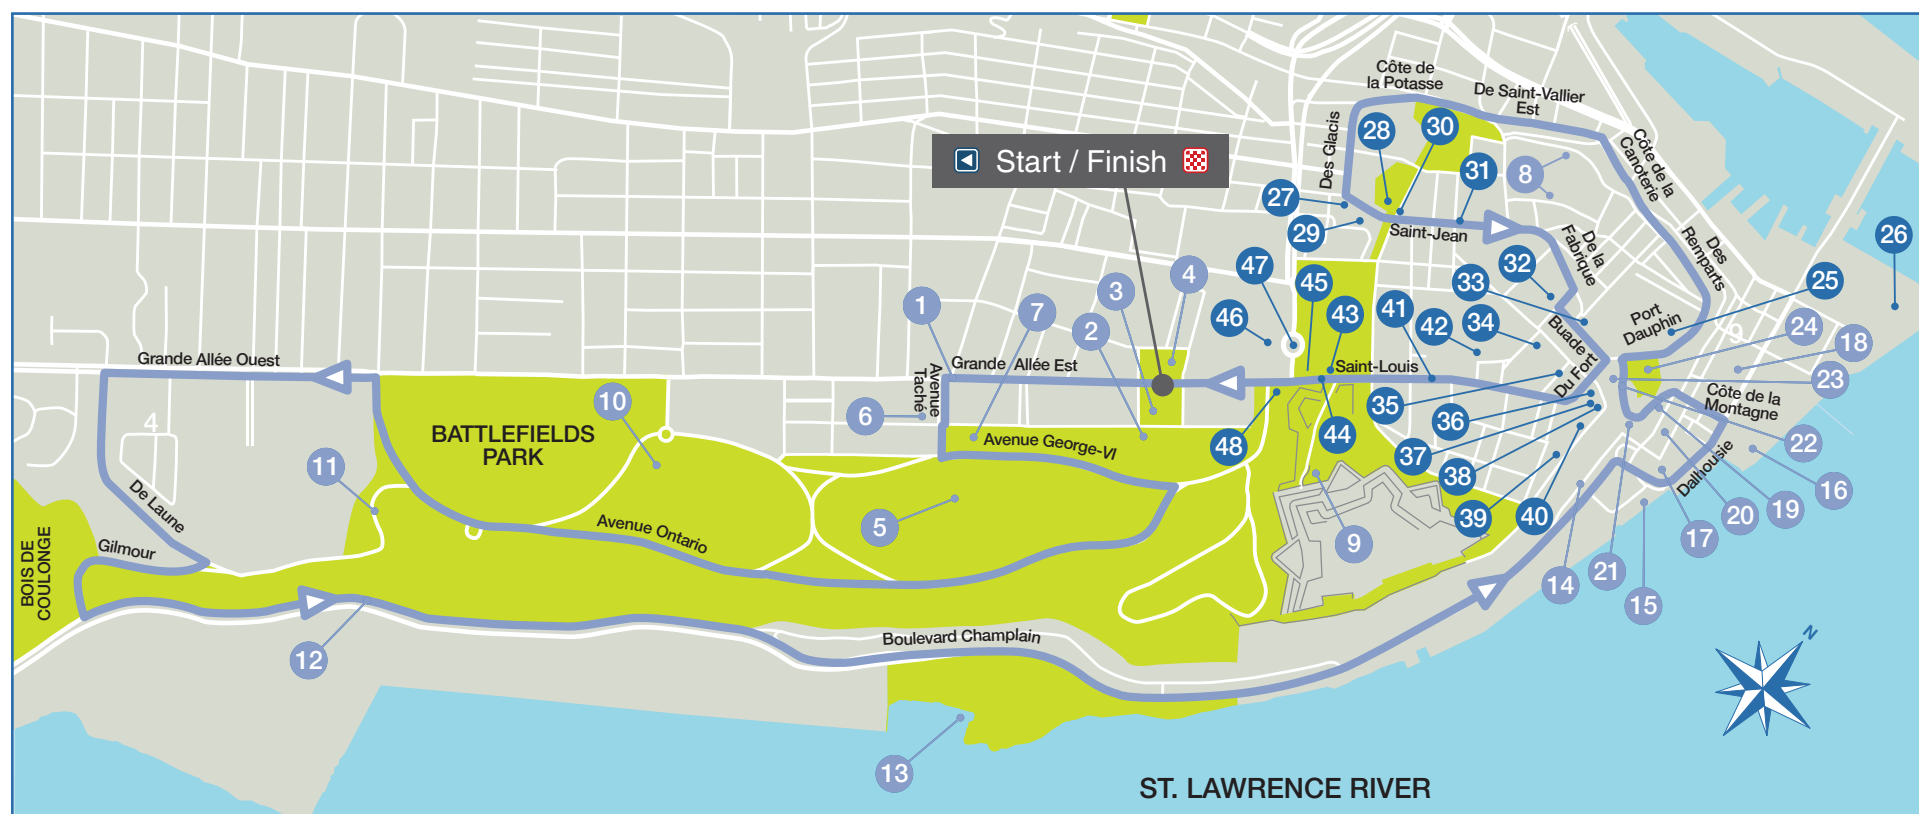 Côte de
la Potasse
De Saint-Vallier
Est
Des Glacis
28
30
Côte de la
Canoterie
Start / Finish
31
8
27
29
Saint-Jean
De la
Fabrique
Des
Remparts
26
47
45
32
33
25
4
3
1
7
2
46
43
41
42
34
Port
Dauphin
24
9
18
Buade
Grande Allée Ouest
Avenue
Taché
Grande Allée Est
Saint-Louis
Du Fort
23
Côte de la
Montagne
10
6
35
36
4
BATTLEFIELDS
PARK
Avenue George-VI
48
44
37
22
11
38
Dalhousie
16
De Laune
5
Avenue Ontario
39
40
20
19
17
9
Gilmour
BOIS DE
COULONGE
14
21
15
12
Boulevard Champlain
N
13
ST. LAWRENCE RIVER